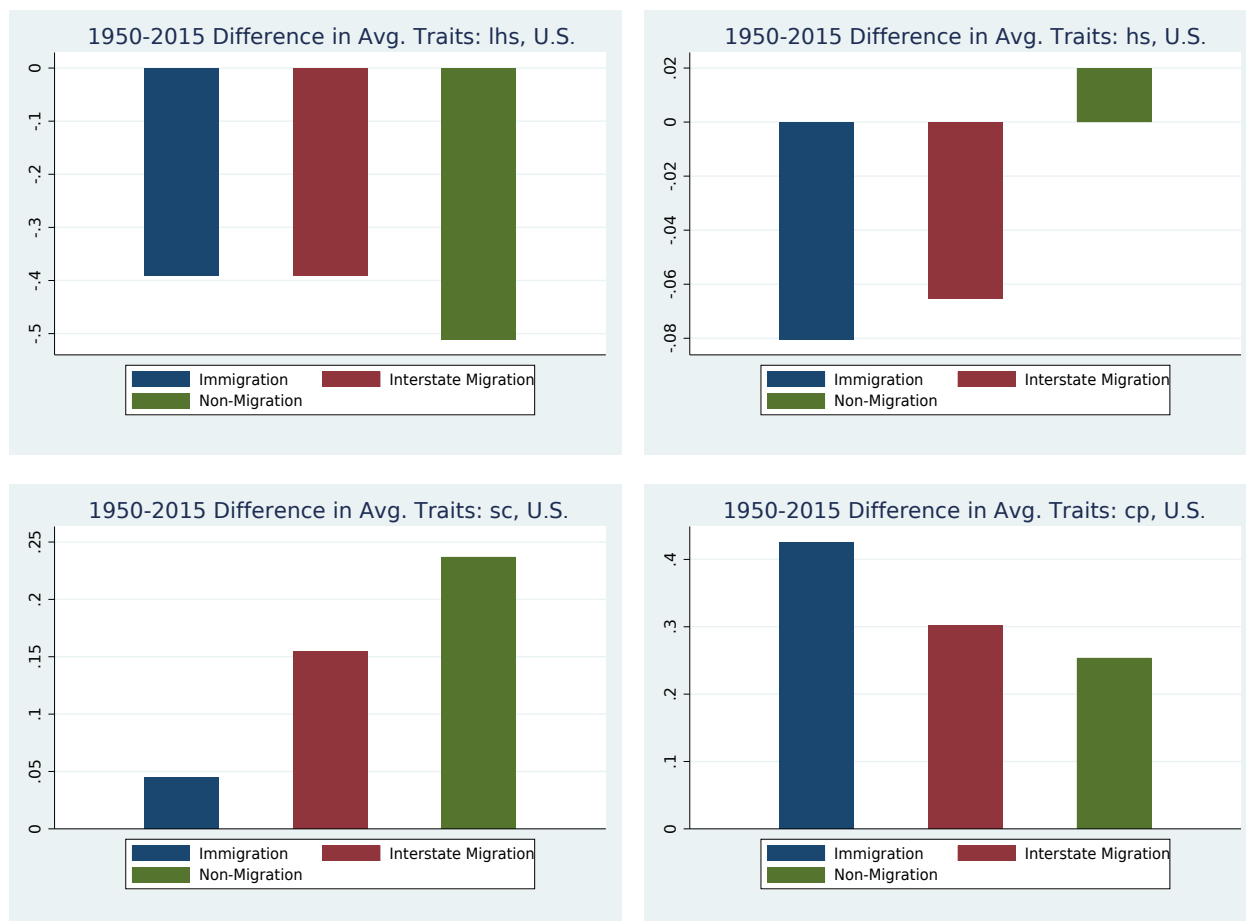 1950-2015 Difference in Avg. Traits: lhs, U.S.
0
-.1
-.2
-.3
-.4
-.5
Immigration
Interstate Migration
Non-Migration
1950-2015 Difference in Avg. Traits: hs, U.S.
.02
0
-.02
-.04
-.06
-.08
Immigration
Interstate Migration
Non-Migration
1950-2015 Difference in Avg. Traits: sc, U.S.
.25
.2
.15
.1
.05
0
Immigration
Interstate Migration
Non-Migration
1950-2015 Difference in Avg. Traits: cp, U.S.
.4
.3
.2
.1
0
Immigration
Interstate Migration
Non-Migration